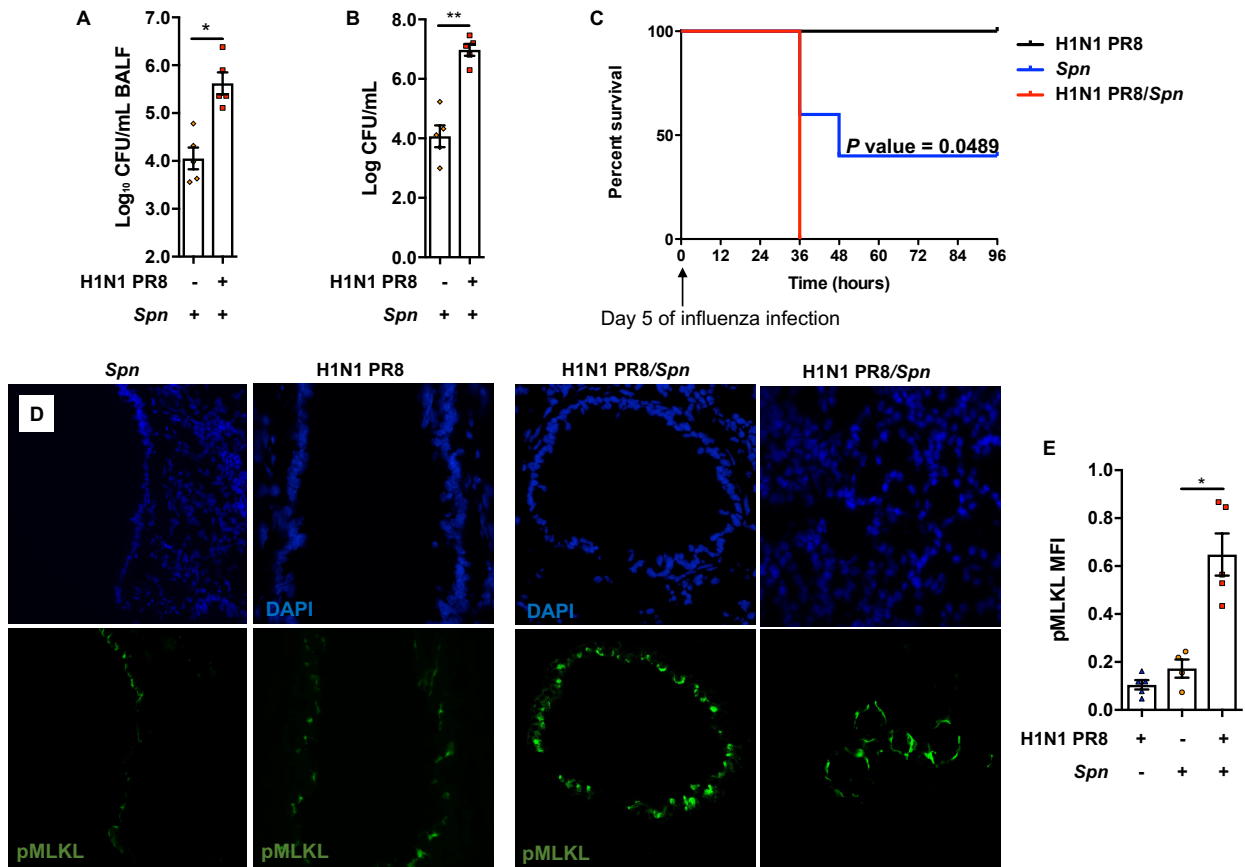 A
Log₁₀ CFU/mL BALF
7.0
6.0
5.0
4.0
3.0
2.0
*
H1N1 PR8 - +
Spn + +
B
Log CFU/mL
8.0
6.0
4.0
2.0
0.0
**
H1N1 PR8 - +
Spn + +
C
Percent survival
100
50
0
P value = 0.0489
0 12 24 36 48 60 72 84 96
Time (hours)
Day 5 of influenza infection
H1N1 PR8
Spn
H1N1 PR8/Spn
D
Spn H1N1 PR8 H1N1 PR8/Spn H1N1 PR8/Spn
DAPI DAPI
pMLKL pMLKL pMLKL
E
pMLKL MFI
1.0
0.8
0.6
0.4
0.2
0.0
*
H1N1 PR8 + - +
Spn - + +